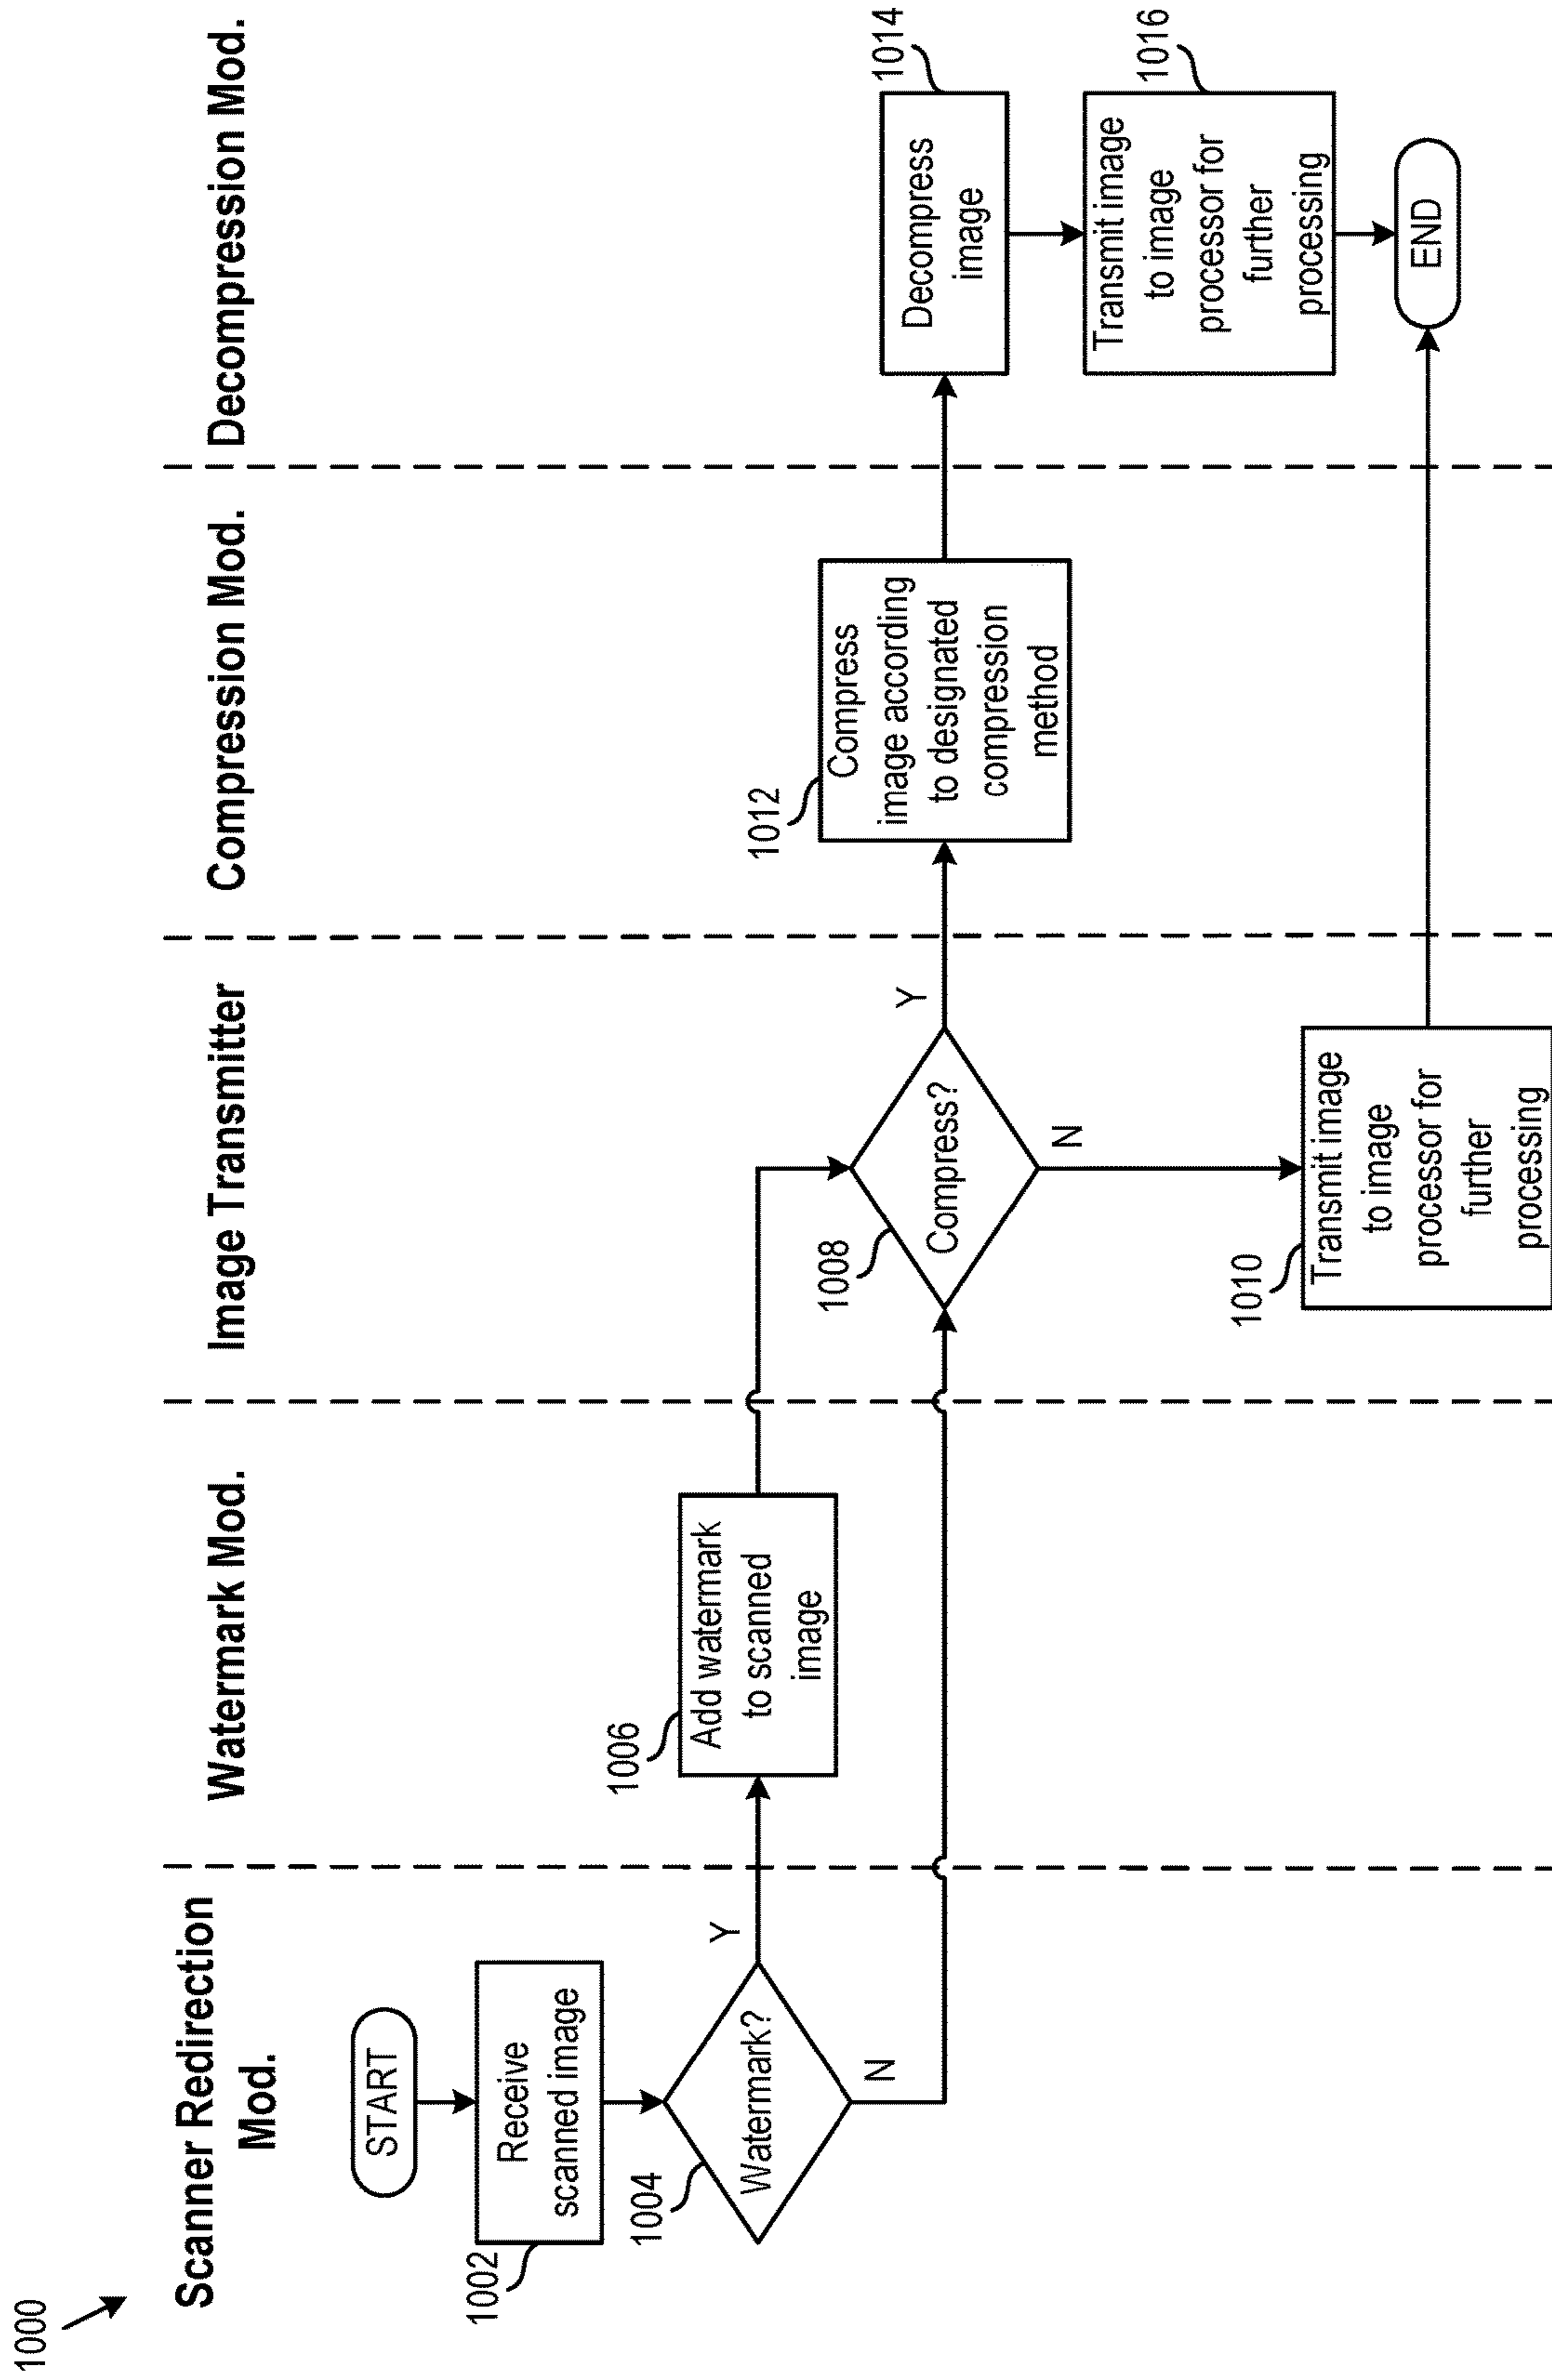 1000
Scanner Redirection
Mod.
Watermark Mod.
Image Transmitter
Compression Mod.
Decompression Mod.
START
1002
Receive
scanned image
1004
Watermark?
Y
N
1006
Add watermark
to scanned
image
1008
Compress?
Y
N
1010
Transmit image
to image
processor for
further
processing
1012
Compress
image according
to designated
compression
method
1014
Decompress
image
1016
Transmit image
to image
processor for
further
processing
END